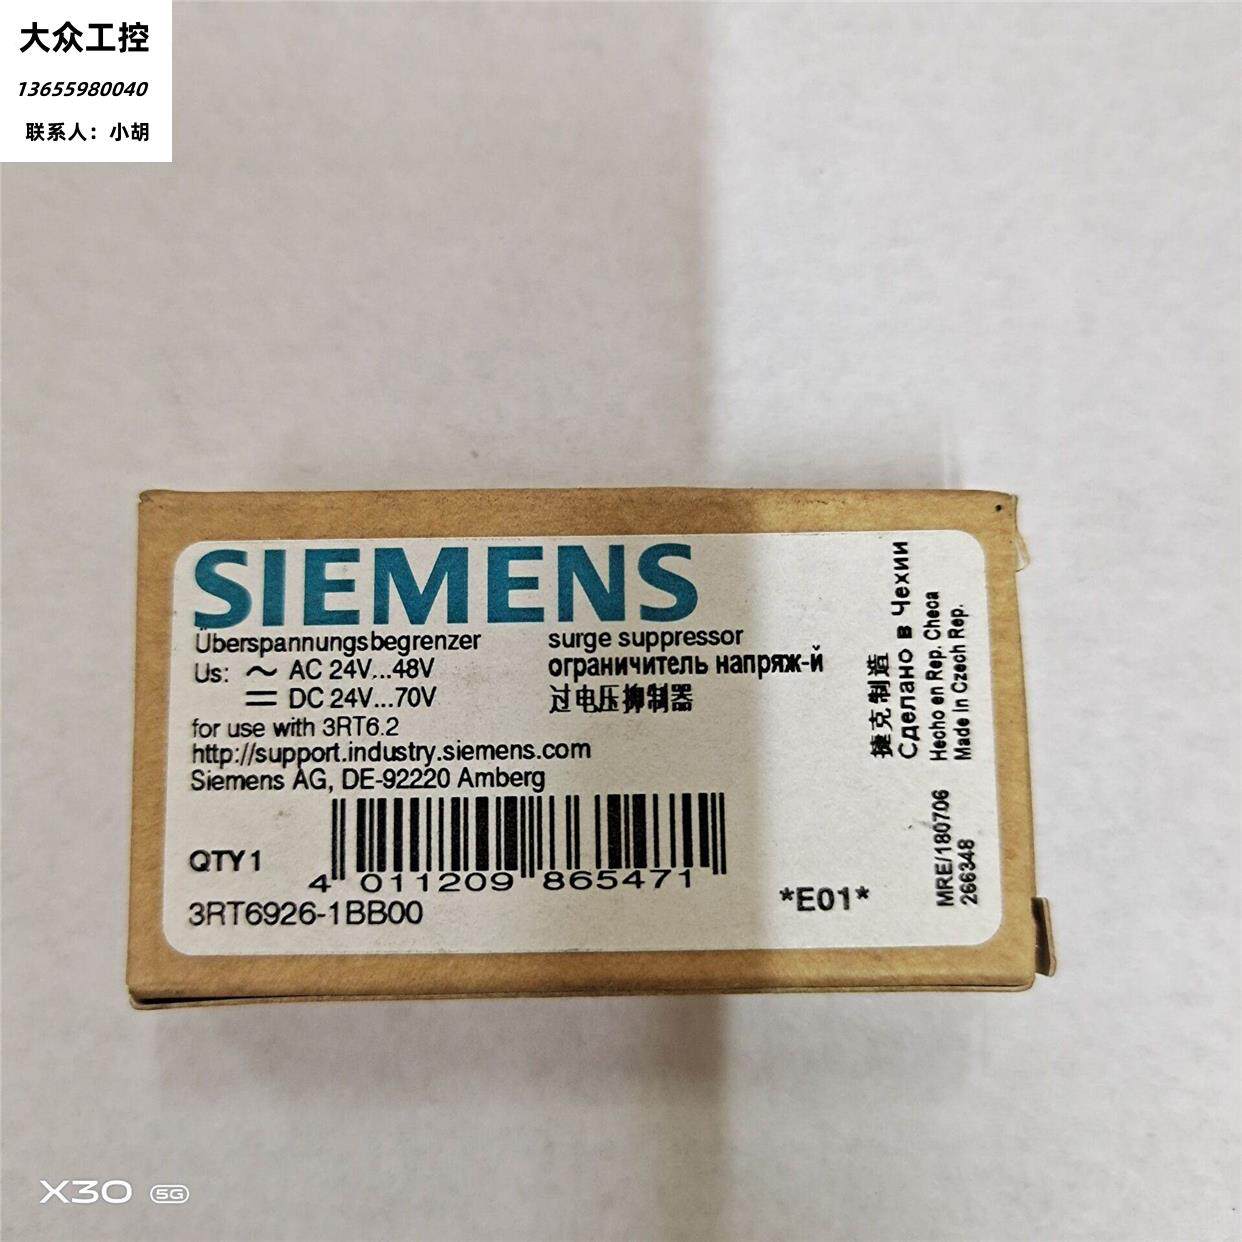 大众工控
13655980040
联系人：小胡
SIEMENS
Überspannungsbegrenzer
surge suppressor
Us: ~ AC 24V...48V
ограничитель напряж-й
⎓ DC 24V...70V
过电压抑制器
for use with 3RT6.2
http://support.industry.siemens.com
Siemens AG, DE-92220 Amberg
QTY 1
4 011209 865471
3RT6926-1BB00
*E01*
捷克制造
Сделано в Чехии
Hecho en Rep. Checa
Made in Czech Rep.
MRE/180706
266348
X30 5G